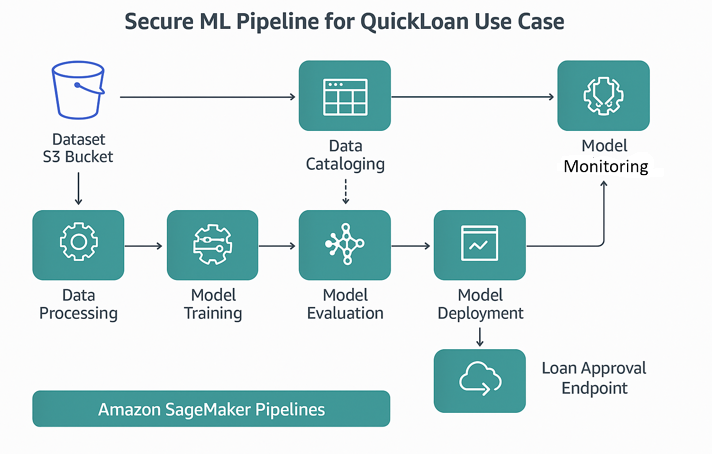 Secure ML Pipeline for QuickLoan Use Case
Dataset
S3 Bucket
Data
Cataloging
Model
Monitoring
Data
Processing
Model
Training
Model
Evaluation
Model
Deployment
Loan Approval
Endpoint
Amazon SageMaker Pipelines